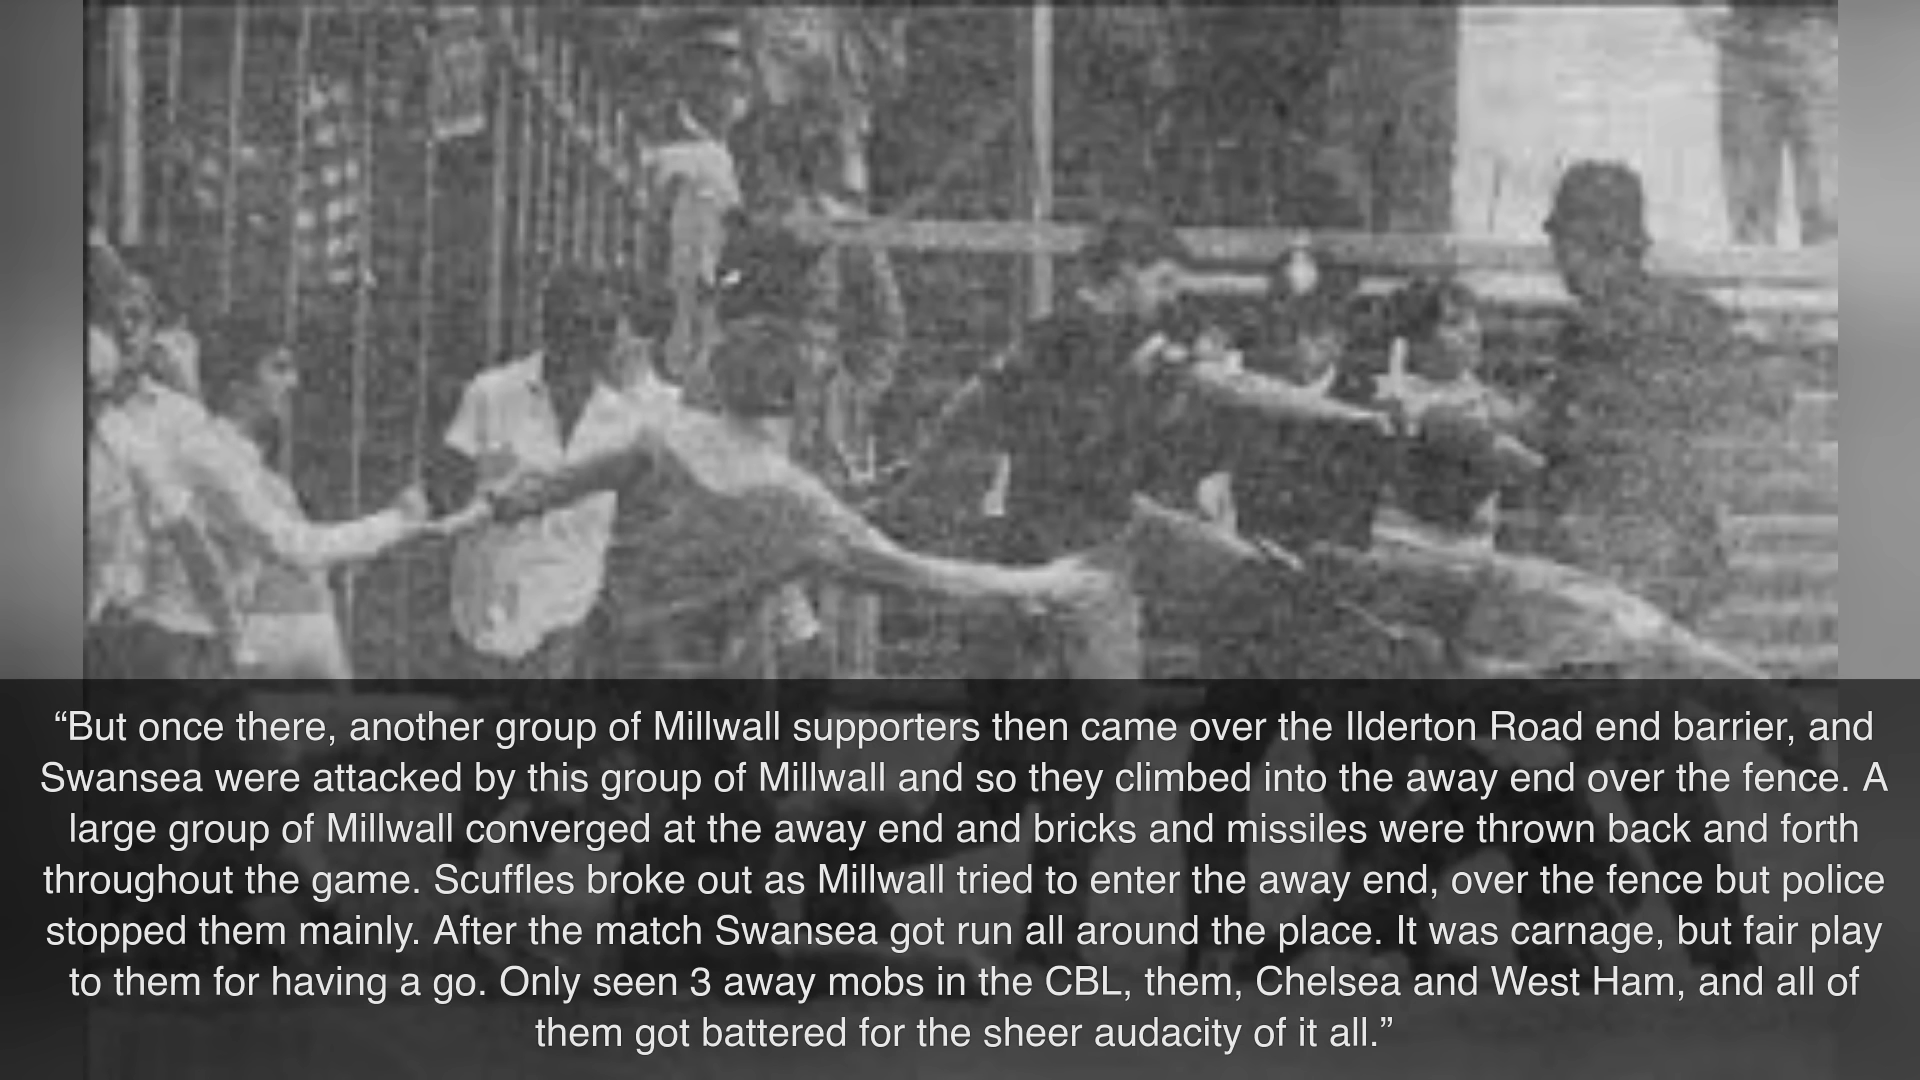 “But once there, another group of Millwall supporters then came over the Ilderton Road end barrier, and
Swansea were attacked by this group of Millwall and so they climbed into the away end over the fence. A
large group of Millwall converged at the away end and bricks and missiles were thrown back and forth
throughout the game. Scuffles broke out as Millwall tried to enter the away end, over the fence but police
stopped them mainly. After the match Swansea got run all around the place. It was carnage, but fair play
to them for having a go. Only seen 3 away mobs in the CBL, them, Chelsea and West Ham, and all of
them got battered for the sheer audacity of it all.”